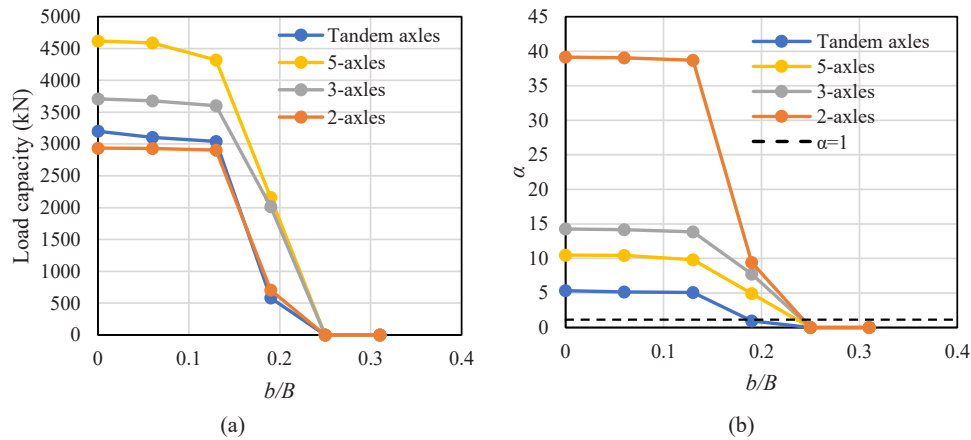 5000
4500
4000
3500
3000
2500
2000
1500
1000
500
0
Load capacity (kN)
0 0.1 0.2 0.3 0.4
b/B
Tandem axles
5-axles
3-axles
2-axles
(a)
45
40
35
30
25
20
15
10
5
0
α
0 0.1 0.2 0.3 0.4
b/B
Tandem axles
5-axles
3-axles
2-axles
α=1
(b)